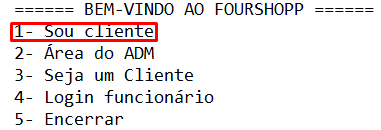 ====== BEM-VINDO AO FOURSHOPP ======
1- Sou cliente
2- Área do ADM
3- Seja um Cliente
4- Login funcionário
5- Encerrar